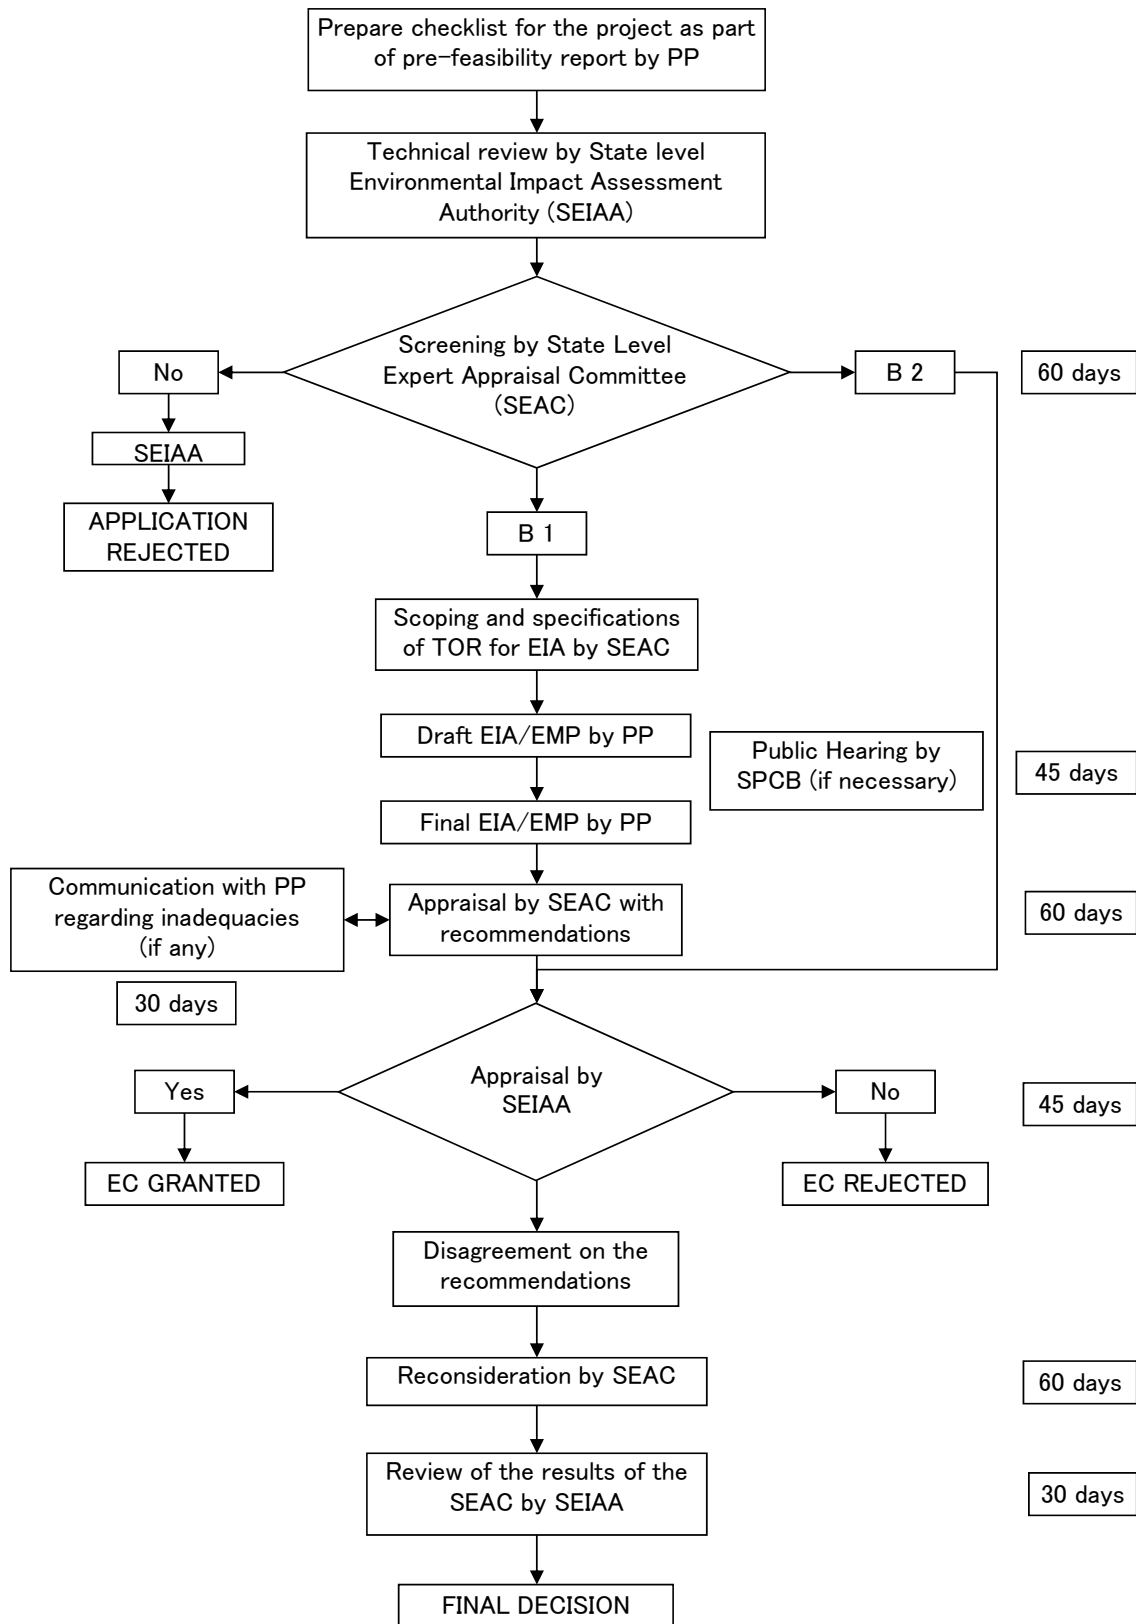 Prepare checklist for the project as part
of pre-feasibility report by PP
Technical review by State level
Environmental Impact Assessment
Authority (SEIAA)
Screening by State Level
Expert Appraisal Committee
(SEAC)
No
B 2
60 days
SEIAA
APPLICATION
REJECTED
B 1
Scoping and specifications
of TOR for EIA by SEAC
Draft EIA/EMP by PP
Public Hearing by
SPCB (if necessary)
45 days
Final EIA/EMP by PP
Communication with PP
regarding inadequacies
(if any)
Appraisal by SEAC with
recommendations
60 days
30 days
Appraisal by
SEIAA
Yes
No
45 days
EC GRANTED
EC REJECTED
Disagreement on the
recommendations
Reconsideration by SEAC
60 days
Review of the results of the
SEAC by SEIAA
30 days
FINAL DECISION